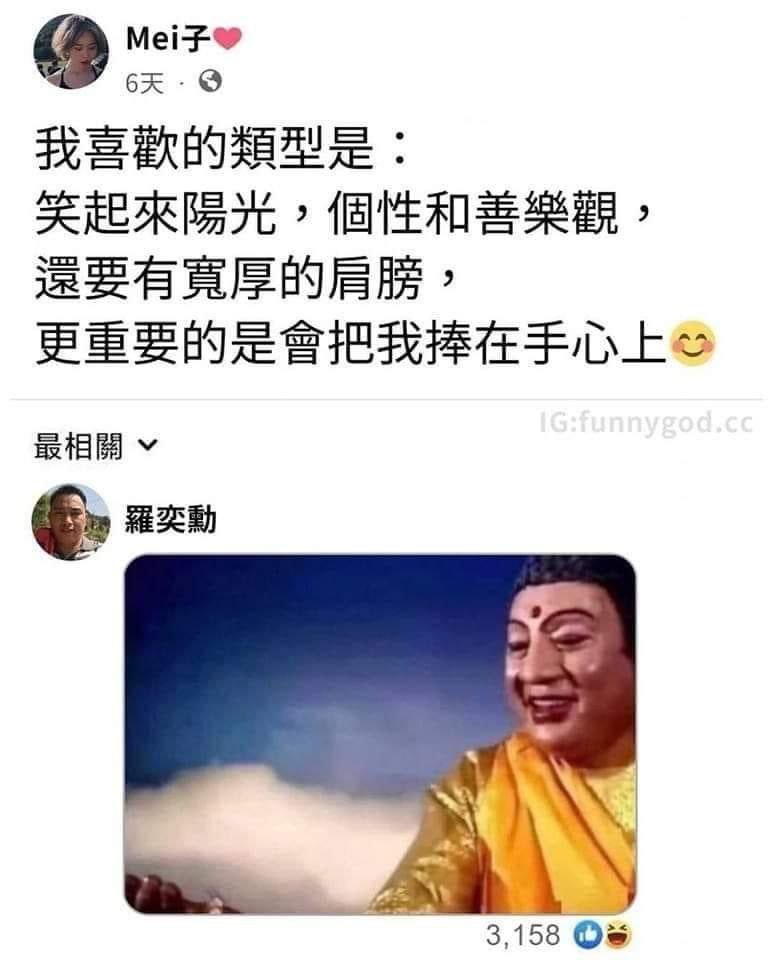 Mei子❤
6天 ·
我喜歡的類型是：
笑起來陽光，個性和善樂觀，
還要有寬厚的肩膀，
更重要的是會把我捧在手心上😊
IG:funnygod.cc
最相關
羅奕勳
3,158